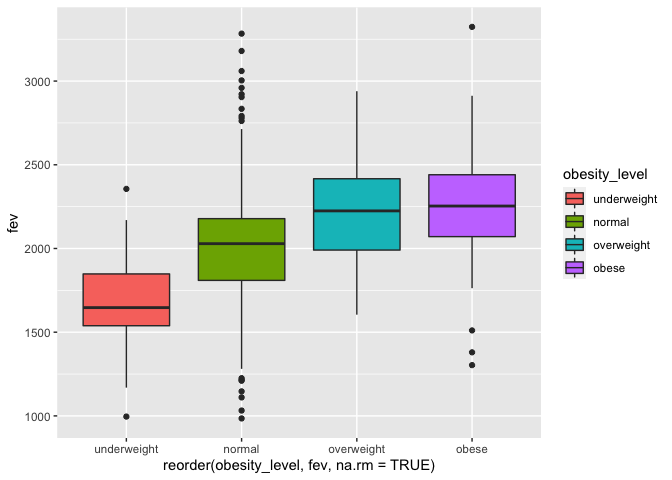 fev
3000
2500
2000
1500
1000
underweight normal overweight obese
reorder(obesity_level, fev, na.rm = TRUE)
obesity_level
underweight
normal
overweight
obese